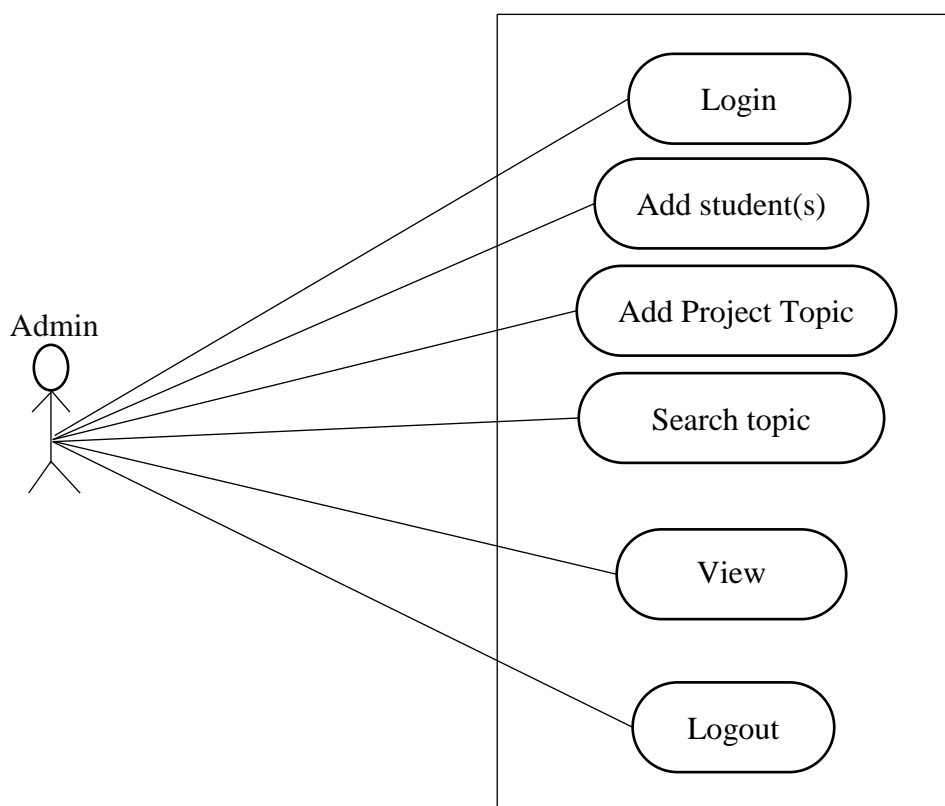 Login
Add student(s)
Add Project Topic
Admin
Search topic
View
Logout